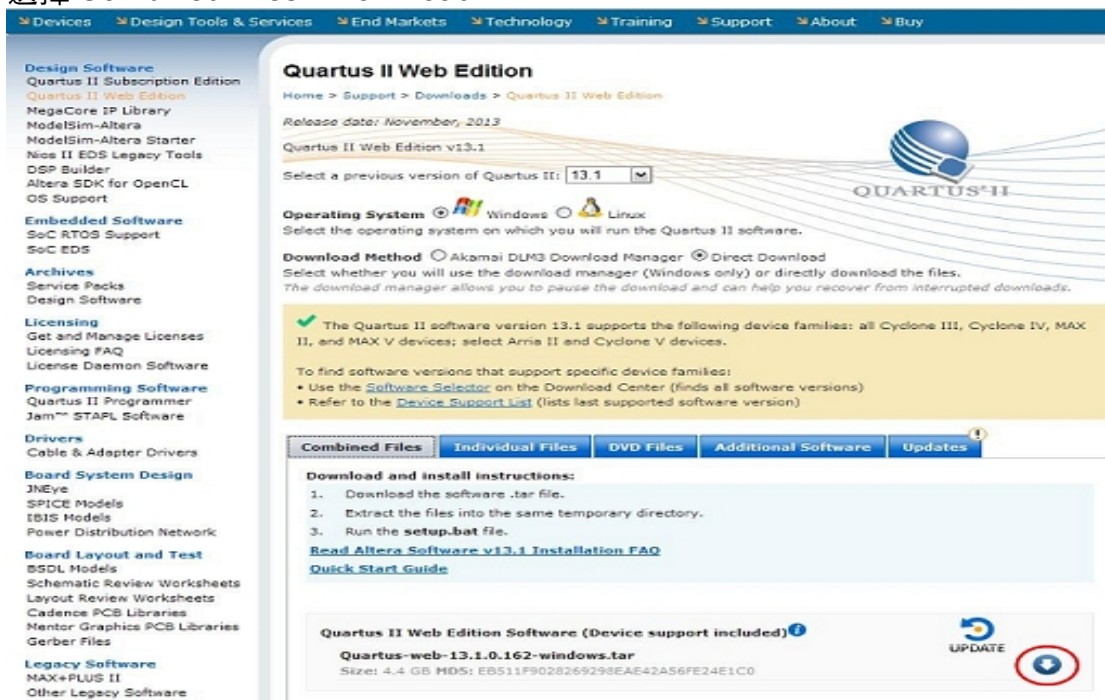 Devices Design Tools & Services End Markets Technology Training Support About Buy
Design Software
Quartus II Subscription Edition
Quartus II Web Edition
MegaCore IP Library
ModelSim-Altera
ModelSim-Altera Starter
Nios II EDS Legacy Tools
DSP Builder
Altera SDK for OpenCL
OS Support
Embedded Software
SoC RTOS Support
SoC EDS
Archives
Service Packs
Design Software
Licensing
Get and Manage Licenses
Licensing FAQ
License Daemon Software
Programming Software
Quartus II Programmer
Jam™ STAPL Software
Drivers
Cable & Adapter Drivers
Board System Design
JNEye
SPICE Models
IBIS Models
Power Distribution Network
Board Layout and Test
BSDL Models
Schematic Review Worksheets
Layout Review Worksheets
Cadence PCB Libraries
Mentor Graphics PCB Libraries
Gerber Files
Legacy Software
MAX+PLUS II
Other Legacy Software
Quartus II Web Edition
Home > Support > Downloads > Quartus II Web Edition
Release date: November, 2013
Quartus II Web Edition v13.1
Select a previous version of Quartus II: 13.1
QUARTUS® II
Operating System Windows Linux
Select the operating system on which you will run the Quartus II software.
Download Method Akamai DLM3 Download Manager Direct Download
Select whether you will use the download manager (Windows only) or directly download the files.
The download manager allows you to pause the download and can help you recover from interrupted downloads.
The Quartus II software version 13.1 supports the following device families: all Cyclone III, Cyclone IV, MAX
II, and MAX V devices; select Arria II and Cyclone V devices.
To find software versions that support specific device families:
• Use the Software Selector on the Download Center (finds all software versions)
• Refer to the Device Support List (lists last supported software version)
Combined Files Individual Files DVD Files Additional Software Updates
Download and install instructions:
1. Download the software .tar file.
2. Extract the files into the same temporary directory.
3. Run the setup.bat file.
Read Altera Software v13.1 Installation FAQ
Quick Start Guide
Quartus II Web Edition Software (Device support included)
UPDATE
Quartus-web-13.1.0.162-windows.tar
Size: 4.4 GB MD5: EB511F9028269298EAE42A56FE24E1C0